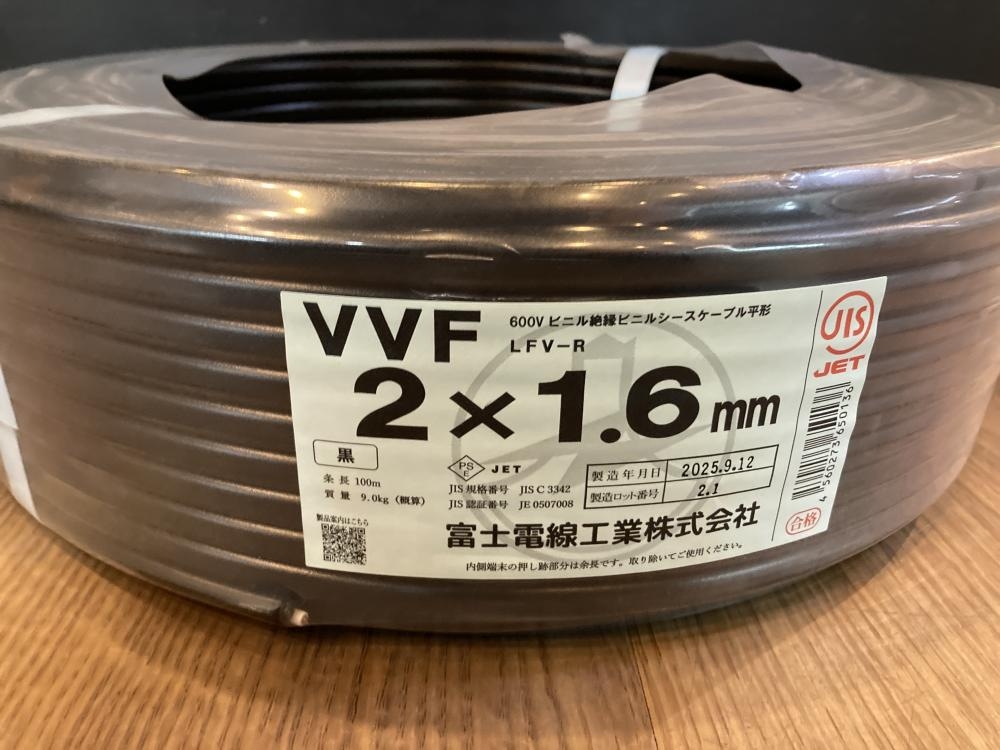 VVF
600V ビニル絶縁ビニルシースケーブル平形
LFV-R
2×1.6mm
黒
条 長 100m
質 量 9.0kg (概算)
PS
E
JET
JIS 規格番号 JIS C 3342
JIS 認証番号 JE 0507008
製造年月日 2025.9.12
製造ロット番号 2.1
製品案内はこちら
富士電線工業株式会社
内側端末の押し跡部分は余長です。取り除いてご使用ください。
JIS
JET
4 560273 650136
合格